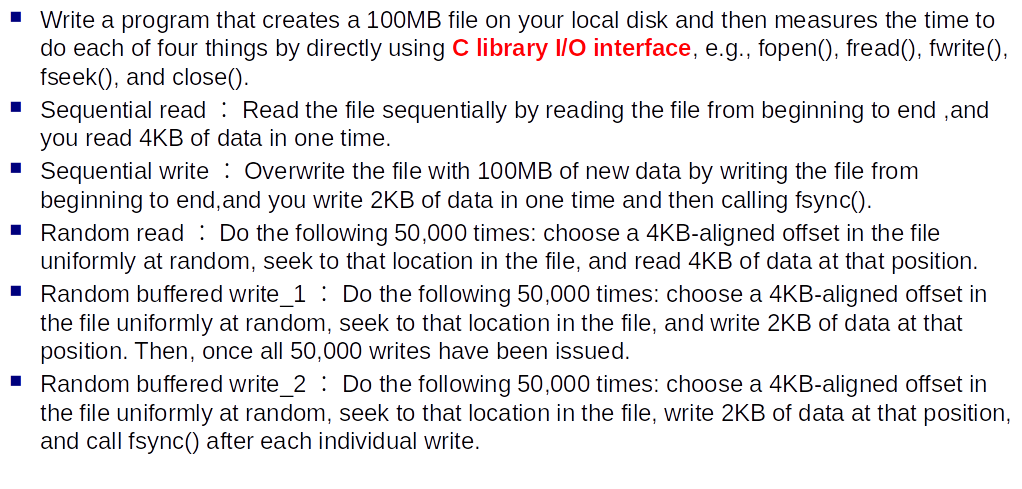 Write a program that creates a 100MB file on your local disk and then measures the time to
do each of four things by directly using C library I/O interface, e.g., fopen(), fread(), fwrite(),
fseek(), and close().
Sequential read ： Read the file sequentially by reading the file from beginning to end ,and
you read 4KB of data in one time.
Sequential write ： Overwrite the file with 100MB of new data by writing the file from
beginning to end,and you write 2KB of data in one time and then calling fsync().
Random read ： Do the following 50,000 times: choose a 4KB-aligned offset in the file
uniformly at random, seek to that location in the file, and read 4KB of data at that position.
Random buffered write_1 ： Do the following 50,000 times: choose a 4KB-aligned offset in
the file uniformly at random, seek to that location in the file, and write 2KB of data at that
position. Then, once all 50,000 writes have been issued.
Random buffered write_2 ： Do the following 50,000 times: choose a 4KB-aligned offset in
the file uniformly at random, seek to that location in the file, write 2KB of data at that position,
and call fsync() after each individual write.